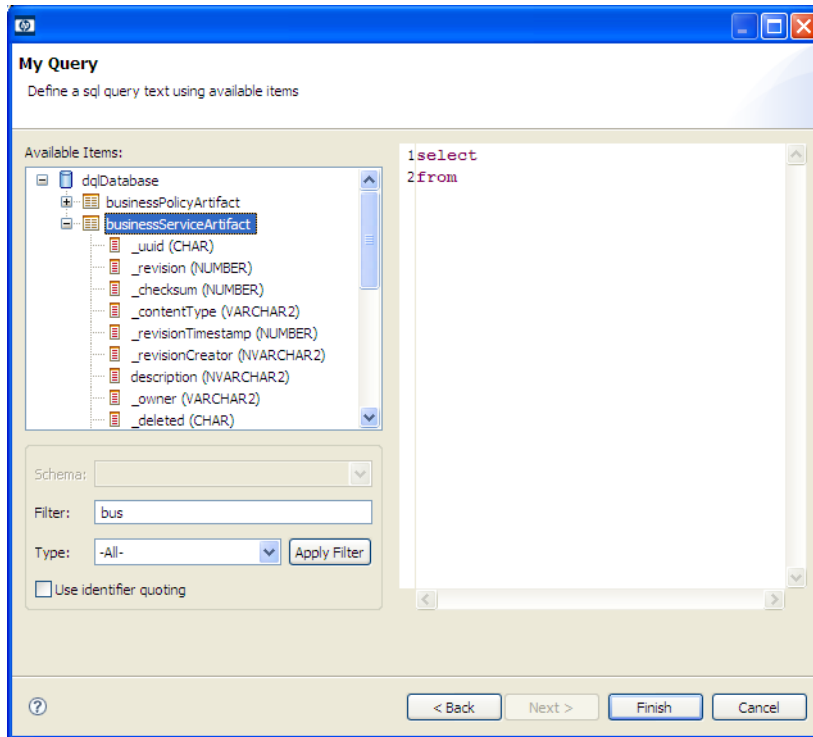 My Query
Define a sql query text using available items
Available Items:
dqlDatabase
businessPolicyArtifact
businessServiceArtifact
_uuid (CHAR)
_revision (NUMBER)
_checksum (NUMBER)
_contentType (VARCHAR2)
_revisionTimestamp (NUMBER)
_revisionCreator (NVARCHAR2)
description (NVARCHAR2)
_owner (VARCHAR2)
_deleted (CHAR)
Schema:
Filter: bus
Type: -All- Apply Filter
Use identifier quoting
1select
2from
< Back Next > Finish Cancel